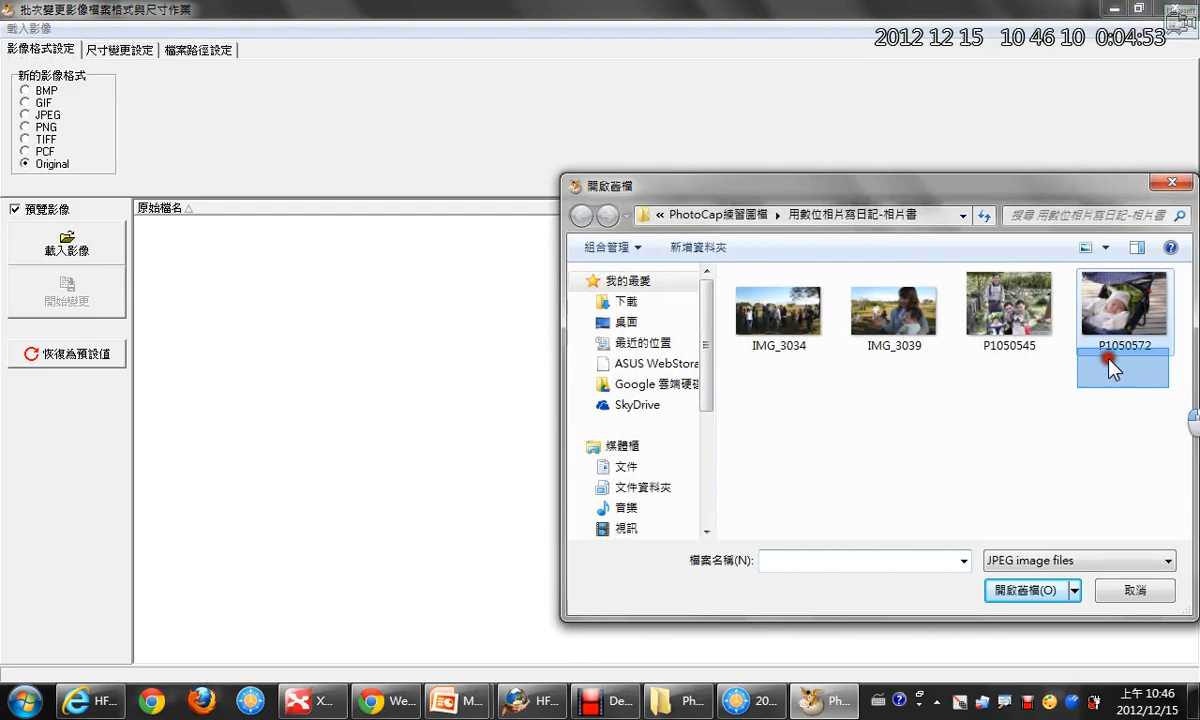 批次變更影像檔案格式與尺寸作業
載入影像
2012 12 15 10 46 10 0:04:53
影像格式設定 尺寸變更設定 檔案路徑設定
新的影像格式
BMP
GIF
JPEG
PNG
TIFF
PCF
Original
預覽影像
原始檔名
載入影像
開始變更
恢復為預設值
開啟舊檔
« PhotoCap練習圖檔 ▸ 用數位相片寫日記-相片書
搜尋 用數位相片寫日記-相片書
組合管理 新增資料夾
我的最愛
下載
桌面
最近的位置
ASUS WebStora
Google 雲端硬碟
SkyDrive
媒體櫃
文件
文件資料夾
音樂
視訊
IMG_3034 IMG_3039 P1050545 P1050572
檔案名稱(N):
JPEG image files
開啟舊檔(O) 取消
HF... X... We... M... HF... De... Ph... 20... Ph...
上午 10:46
2012/12/15